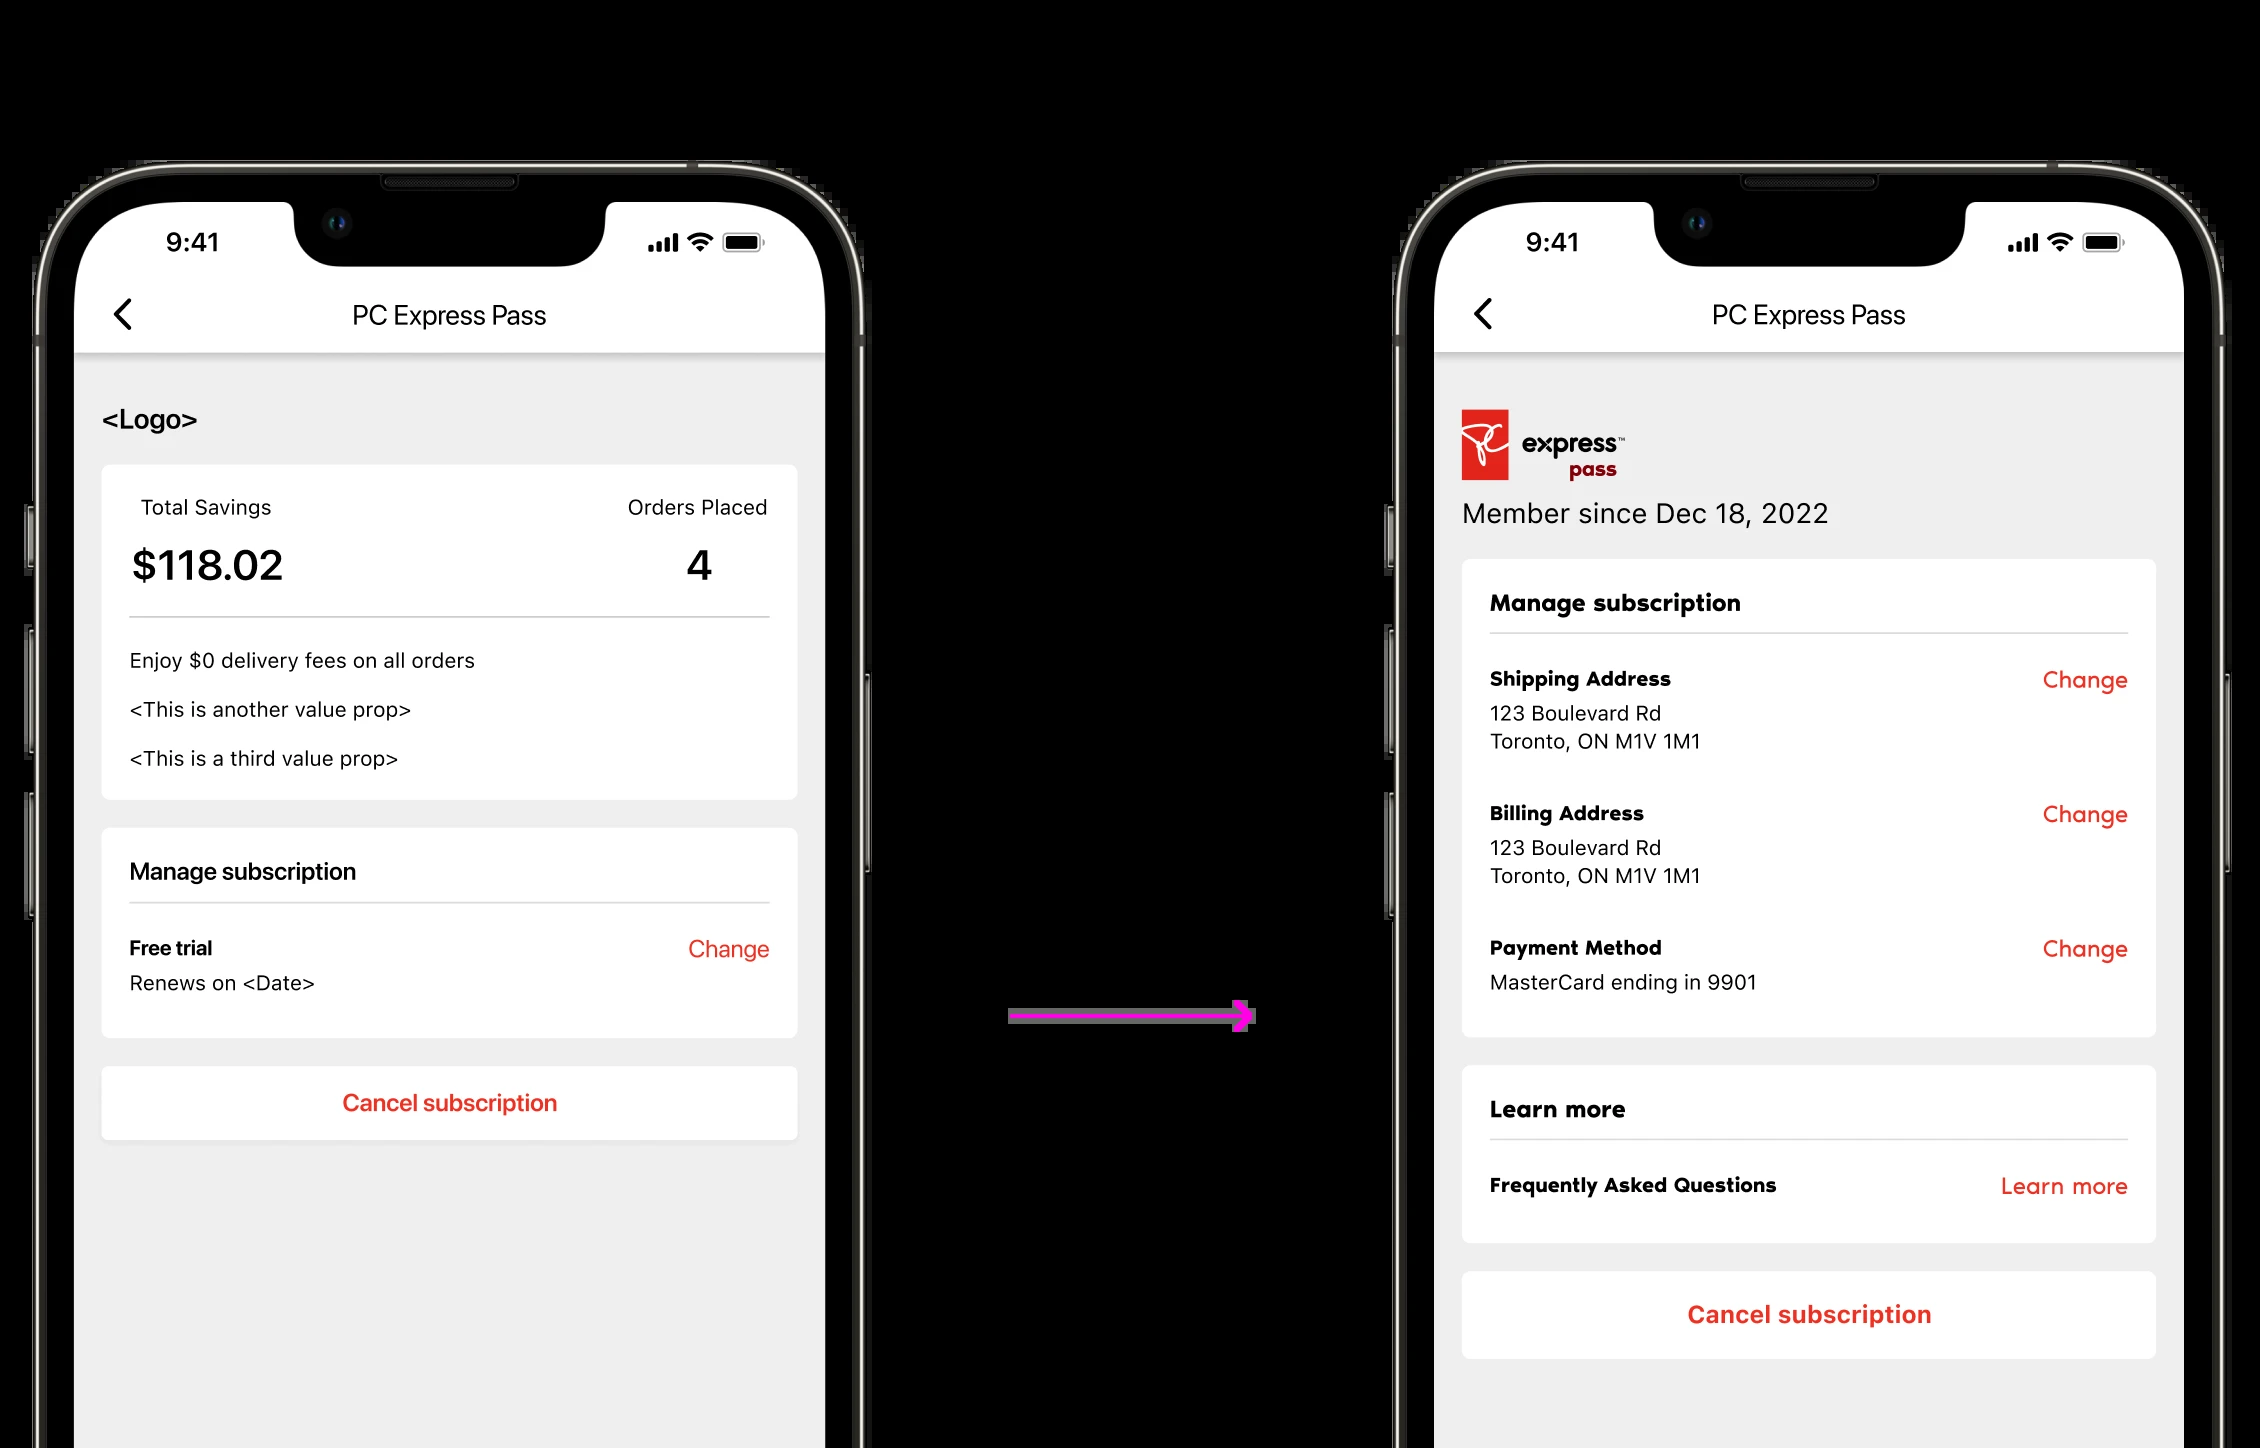 9:41
PC Express Pass
<Logo>
Total Savings Orders Placed
$118.02 4
Enjoy $0 delivery fees on all orders
<This is another value prop>
<This is a third value prop>
Manage subscription
Free trial Change
Renews on <Date>
Cancel subscription
9:41
PC Express Pass
PC express™
pass
Member since Dec 18, 2022
Manage subscription
Shipping Address Change
123 Boulevard Rd
Toronto, ON M1V 1M1
Billing Address Change
123 Boulevard Rd
Toronto, ON M1V 1M1
Payment Method Change
MasterCard ending in 9901
Learn more
Frequently Asked Questions Learn more
Cancel subscription